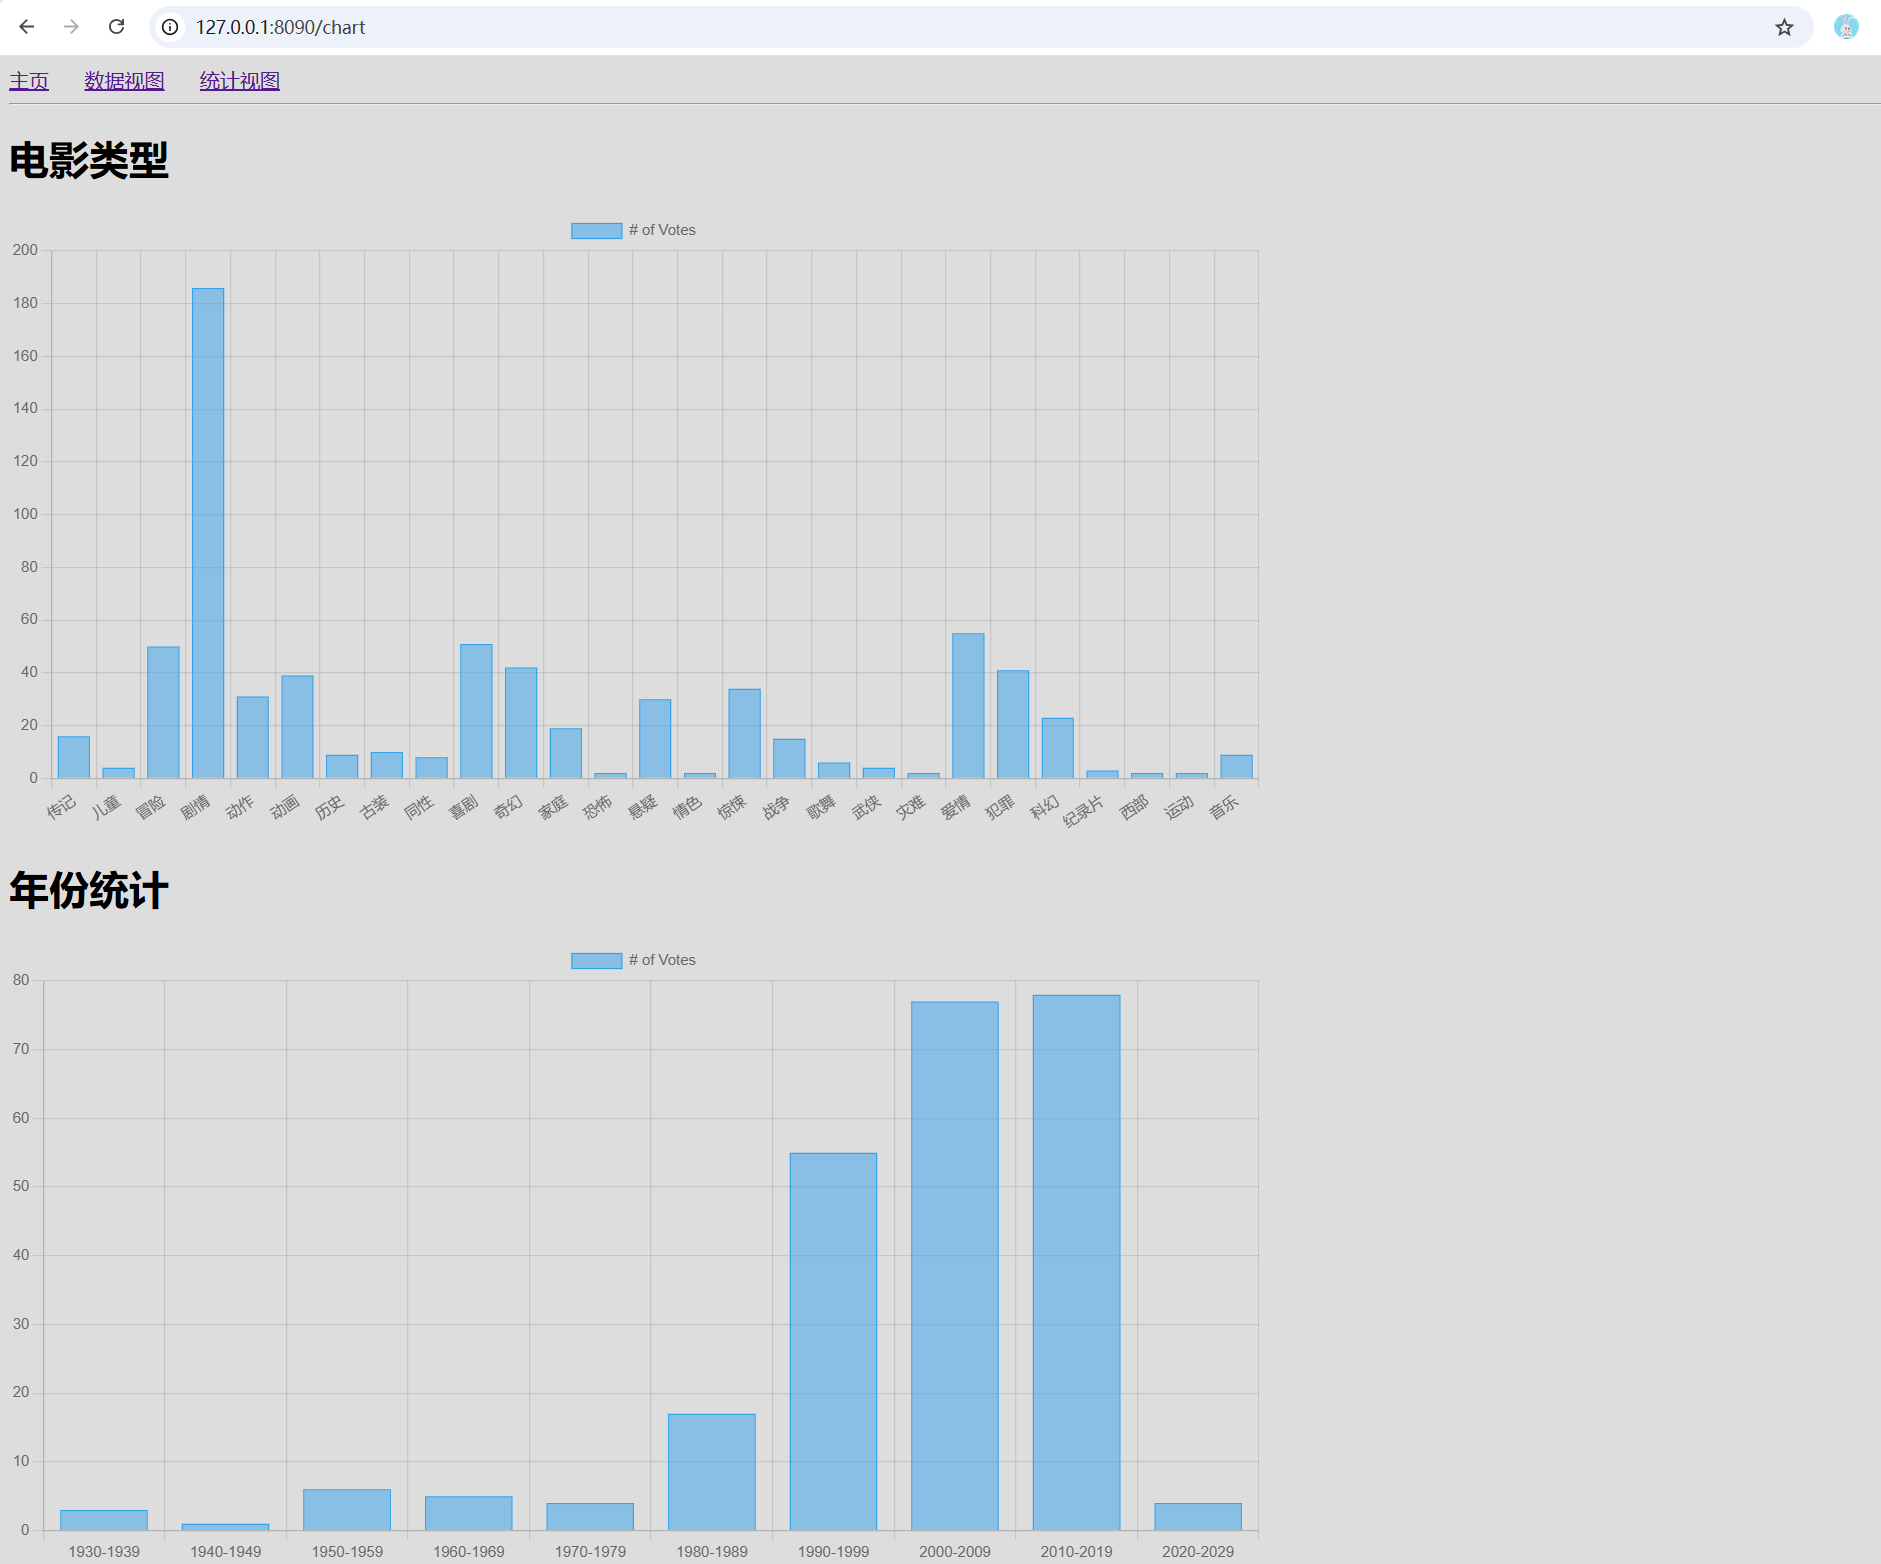 127.0.0.1:8090/chart
主页 数据视图 统计视图
电影类型
# of Votes
200
180
160
140
120
100
80
60
40
20
0
传记 儿童 冒险 剧情 动作 动画 历史 古装 同性 喜剧 奇幻 家庭 恐怖 悬疑 情色 惊悚 战争 歌舞 武侠 灾难 爱情 犯罪 科幻 纪录片 西部 运动 音乐
年份统计
# of Votes
80
70
60
50
40
30
20
10
0
1930-1939 1940-1949 1950-1959 1960-1969 1970-1979 1980-1989 1990-1999 2000-2009 2010-2019 2020-2029